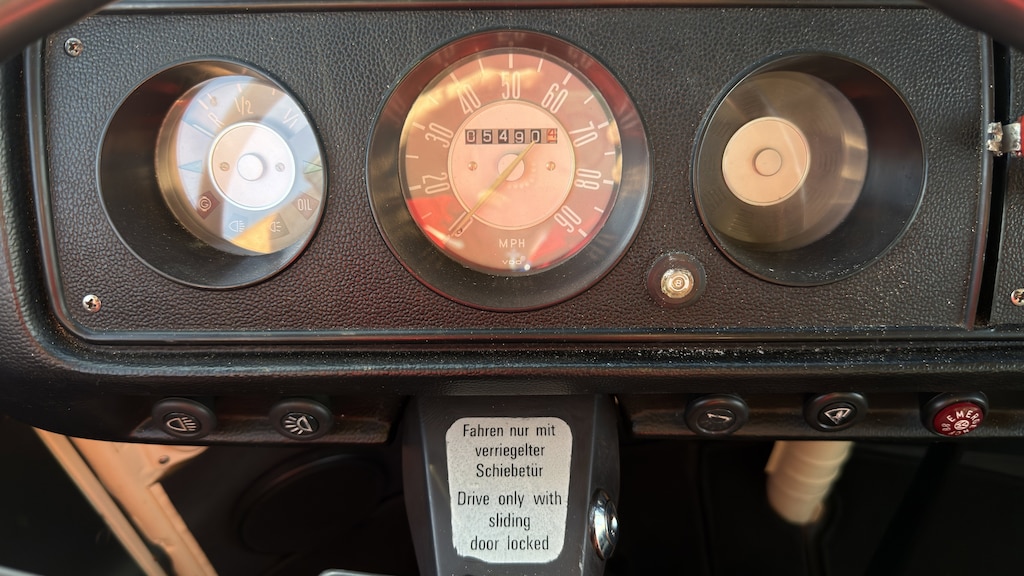 R
1/2
1/1
OIL
20
30
40
50
60
70
80
90
05490 4
MPH
VDO
Fahren nur mit
verriegelter
Schiebetür
Drive only with
sliding
door locked